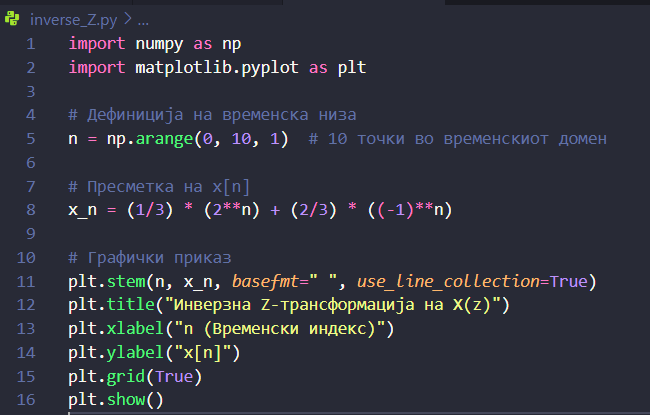 inverse_Z.py > ...
1 import numpy as np
2 import matplotlib.pyplot as plt
3
4 # Дефиниција на временска низа
5 n = np.arange(0, 10, 1)  # 10 точки во временскиот домен
6
7 # Пресметка на x[n]
8 x_n = (1/3) * (2**n) + (2/3) * ((-1)**n)
9
10 # Графички приказ
11 plt.stem(n, x_n, basefmt=" ", use_line_collection=True)
12 plt.title("Инверзна Z-трансформација на X(z)")
13 plt.xlabel("n (Временски индекс)")
14 plt.ylabel("x[n]")
15 plt.grid(True)
16 plt.show()